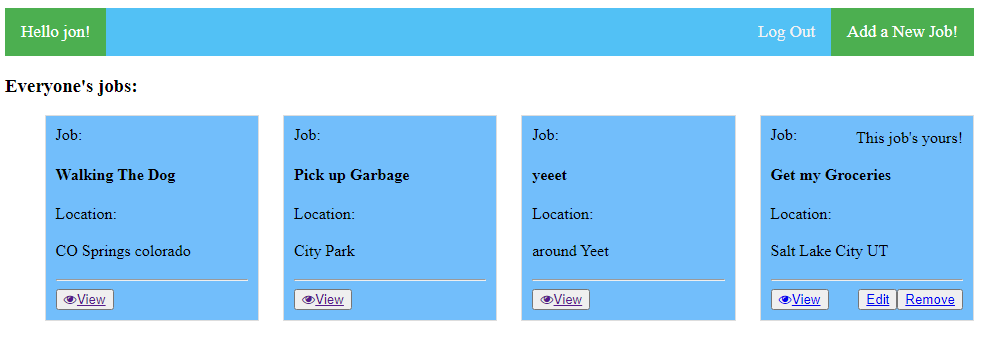 Hello jon!
Log Out
Add a New Job!
Everyone's jobs:
Job:
Walking The Dog
Location:
CO Springs colorado
View
Job:
Pick up Garbage
Location:
City Park
View
Job:
yeeet
Location:
around Yeet
View
Job:
This job's yours!
Get my Groceries
Location:
Salt Lake City UT
View
Edit
Remove